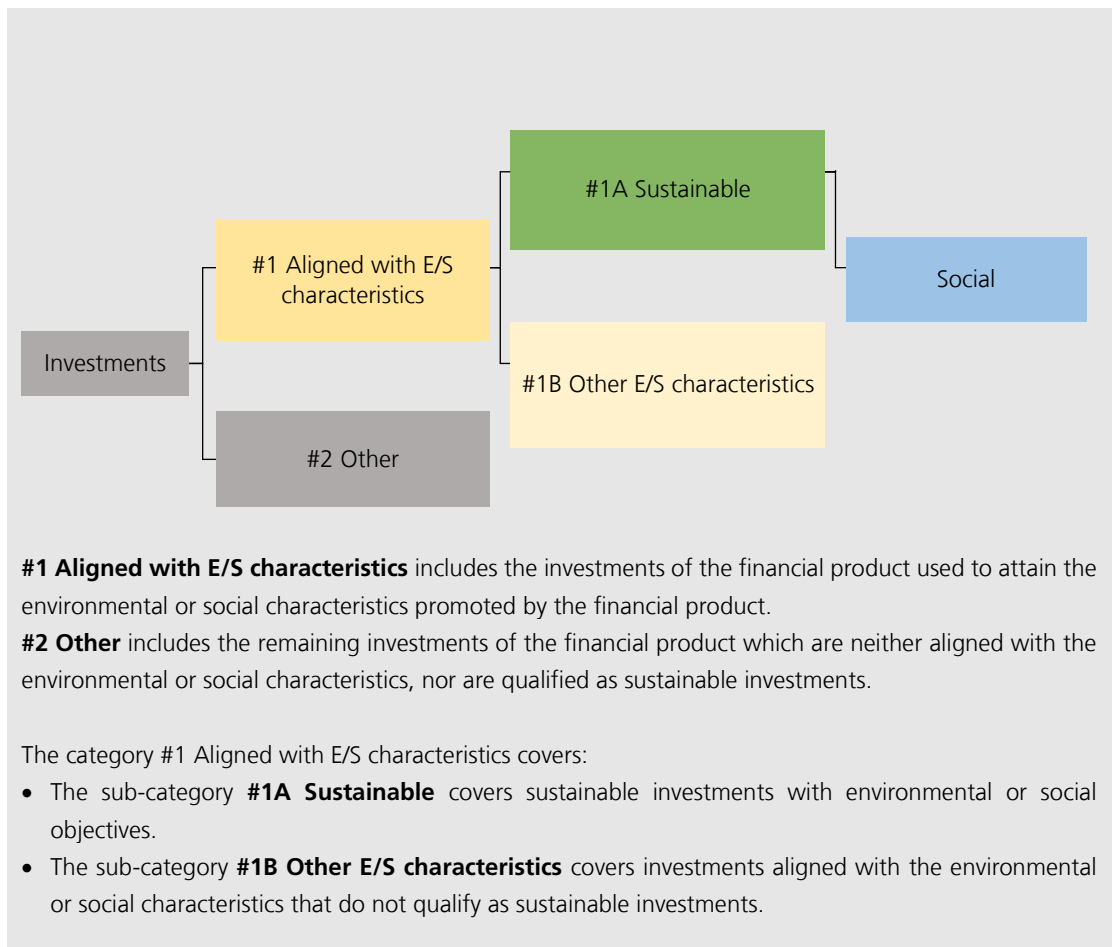 #1A Sustainable
#1 Aligned with E/S
characteristics
Social
Investments
#1B Other E/S characteristics
#2 Other
#1 Aligned with E/S characteristics includes the investments of the financial product used to attain the
environmental or social characteristics promoted by the financial product.
#2 Other includes the remaining investments of the financial product which are neither aligned with the
environmental or social characteristics, nor are qualified as sustainable investments.
The category #1 Aligned with E/S characteristics covers:
• The sub-category #1A Sustainable covers sustainable investments with environmental or social
objectives.
• The sub-category #1B Other E/S characteristics covers investments aligned with the environmental
or social characteristics that do not qualify as sustainable investments.